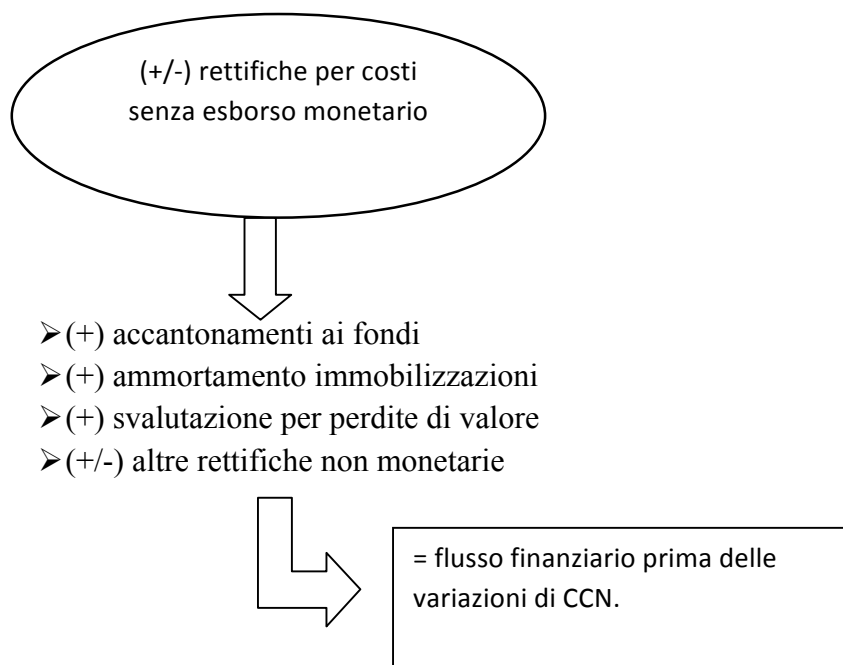 (+/-) rettifiche per costi
senza esborso monetario
➢(+) accantonamenti ai fondi
➢(+) ammortamento immobilizzazioni
➢(+) svalutazione per perdite di valore
➢(+/-) altre rettifiche non monetarie
= flusso finanziario prima delle
variazioni di CCN.